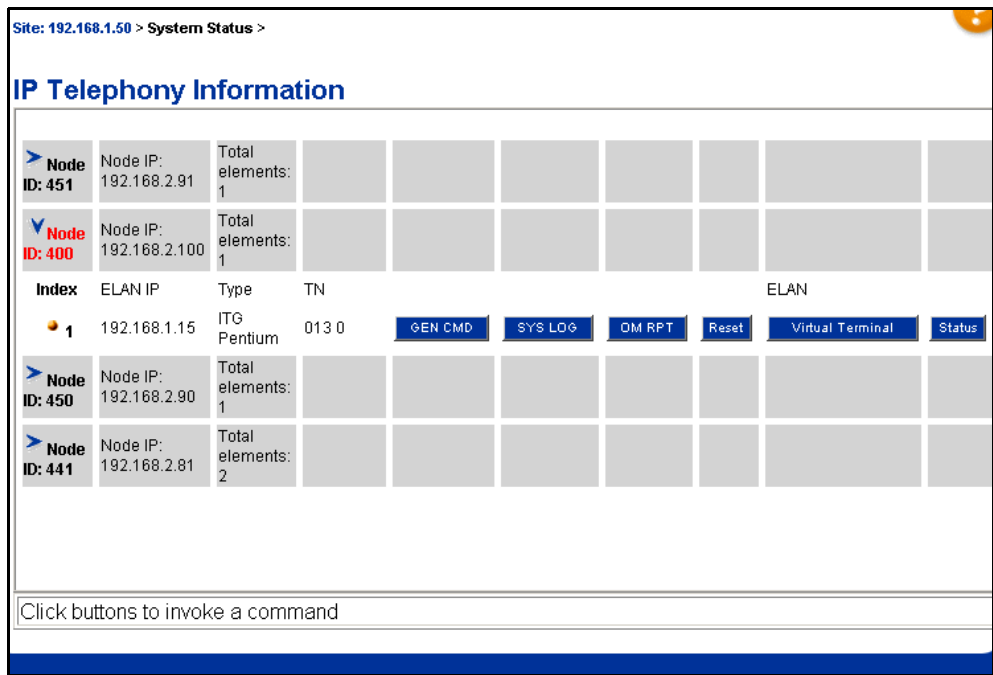 Site: 192.168.1.50 > System Status >
IP Telephony Information
Node ID: 451 Node IP: 192.168.2.91 Total elements: 1
Node ID: 400 Node IP: 192.168.2.100 Total elements: 1
Index ELAN IP Type TN ELAN
1 192.168.1.15 ITG Pentium 013 0 GEN CMD SYS LOG OM RPT Reset Virtual Terminal Status
Node ID: 450 Node IP: 192.168.2.90 Total elements: 1
Node ID: 441 Node IP: 192.168.2.81 Total elements: 2
Click buttons to invoke a command